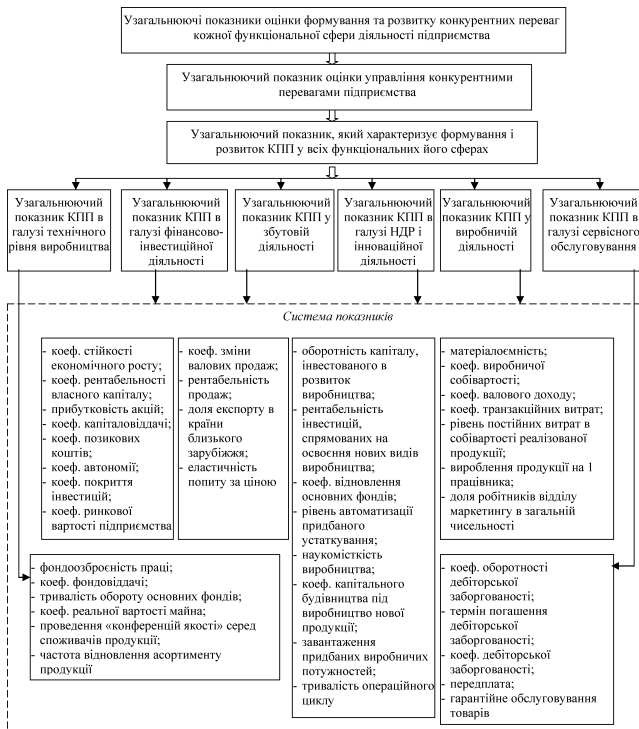 Узагальнюючі показники оцінки формування та розвитку конкурентних переваг
кожної функціональної сфери діяльності підприємства
Узагальнюючий показник оцінки управління конкурентними
перевагами підприємства
Узагальнюючий показник, який характеризує формування і
розвиток КПП у всіх функціональних його сферах
Узагальнюючий
показник КПП в
галузі технічного
рівня виробництва
Узагальнюючий
показник КПП в
галузі фінансово-
інвестиційної
діяльності
Узагальнюючий
показник КПП у
збутовій
діяльності
Узагальнюючий
показник КПП в
галузі НДР і
інноваційної
діяльності
Узагальнюючий
показник КПП у
виробничій
діяльності
Узагальнюючий
показник КПП в
галузі сервісного
обслуговування
Система показників
- коеф. стійкості
економічного росту;
- коеф. рентабельності
власного капіталу;
- прибутковість акцій;
- коеф. капіталовіддачі;
- коеф. позикових
коштів;
- коеф. автономії;
- коеф. покриття
інвестицій;
- коеф. ринкової
вартості підприємства
- коеф. зміни
валових продаж;
- рентабельність
продаж;
- доля експорту в
країни
близького
зарубіжжя;
- еластичність
попиту за ціною
- оборотність капіталу,
інвестованого в
розвиток
виробництва;
- рентабельність
інвестицій,
спрямованих на
освоєння нових видів
виробництва;
- коеф. відновлення
основних фондів;
- рівень автоматизації
придбаного
устаткування;
- наукомісткість
виробництва;
- коеф. капітального
будівництва під
виробництво нової
продукції;
- завантаження
придбаних виробничих
потужностей;
- тривалість операційного
циклу
- матеріалоємність;
- коеф. виробничої
собівартості;
- коеф. валового доходу;
- коеф. транзакційних витрат;
- рівень постійних витрат в
собівартості реалізованої
продукції;
- вироблення продукції на 1
працівника;
- доля робітників відділу
маркетингу в загальній
чисельності
- фондоозброєність праці;
- коеф. фондовіддачі;
- тривалість обороту основних фондів;
- коеф. реальної вартості майна;
- проведення «конференцій якості» серед
споживачів продукції;
- частота відновлення асортименту
продукції
- коеф. оборотності
дебіторської
заборгованості;
- термін погашення
дебіторської
заборгованості;
- коеф. дебіторської
заборгованості;
- передплата;
- гарантійне обслуговування
товарів